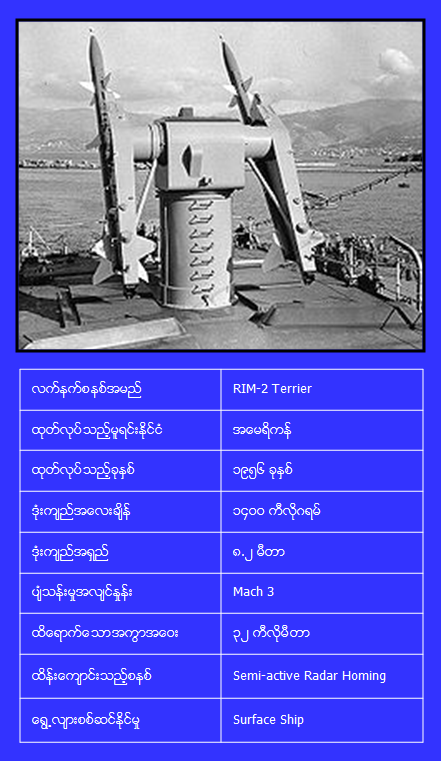 လက်နက်စနစ်အမည်
RIM-2 Terrier
ထုတ်လုပ်သည့်မူရင်းနိုင်ငံ
အမေရိကန်
ထုတ်လုပ်သည့်ခုနှစ်
၁၉၅၆ ခုနှစ်
ဒုံးကျည်အလေးချိန်
၁၄၀၀ ကီလိုဂရမ်
ဒုံးကျည်အရှည်
၈.၂ မီတာ
ပျံသန်းမှုအလျင်နှုန်း
Mach 3
ထိရောက်သောအကွာအဝေး
၃၂ ကီလိုမီတာ
ထိန်းကျောင်းသည့်စနစ်
Semi-active Radar Homing
ရွေ့လျားစစ်ဆင်နိုင်မှု
Surface Ship